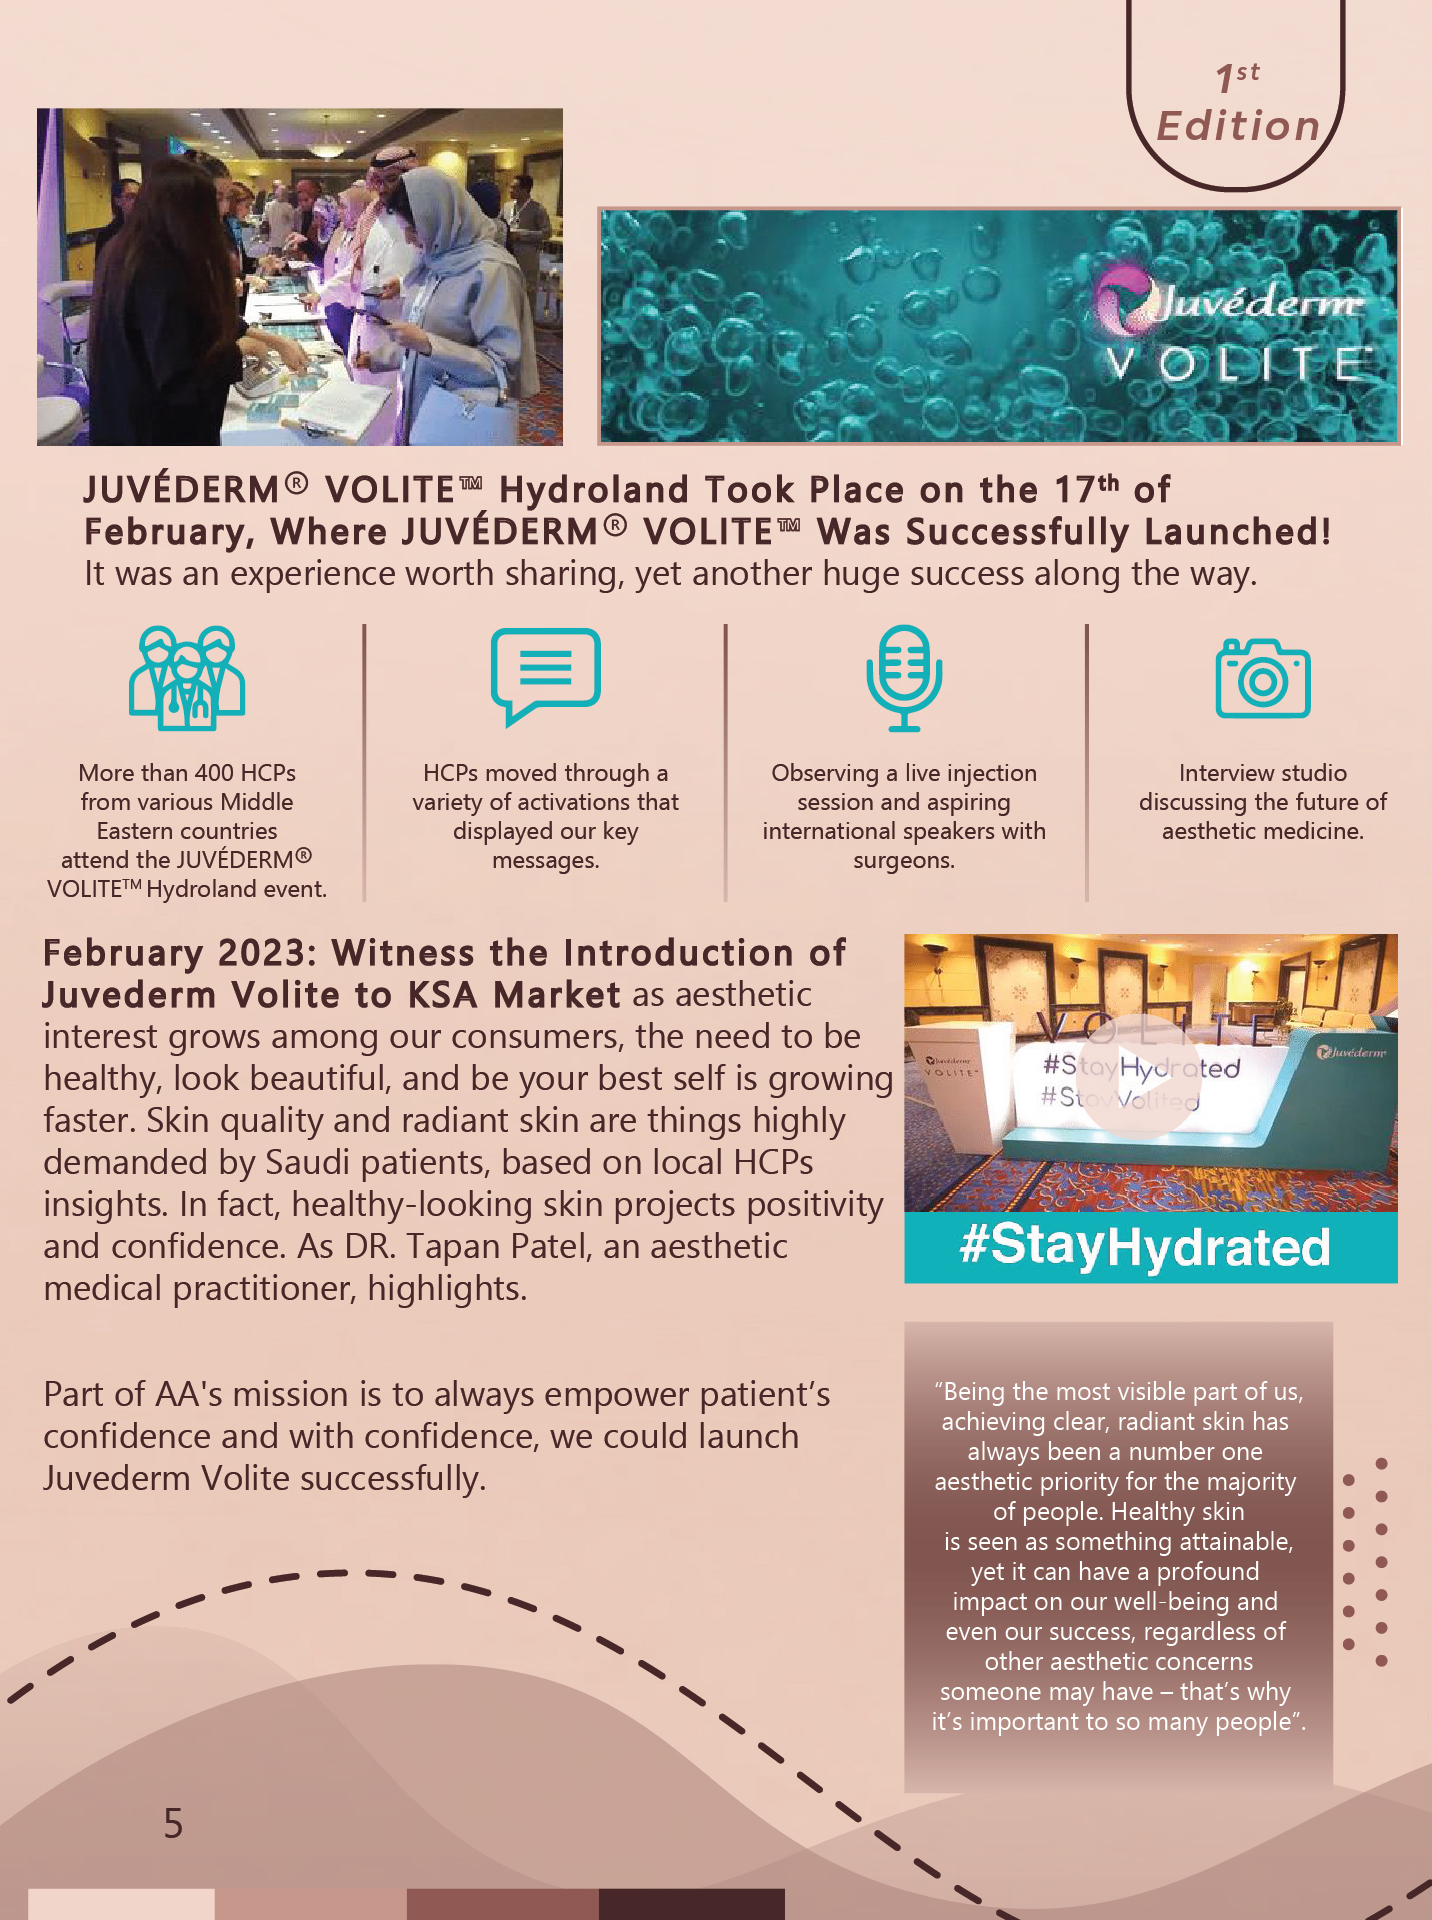 1st
Edition
Juvéderm®
VOLITE™
JUVÉDERM® VOLITE™ Hydroland Took Place on the 17th of
February, Where JUVÉDERM® VOLITE™ Was Successfully Launched!
It was an experience worth sharing, yet another huge success along the way.
More than 400 HCPs
from various Middle
Eastern countries
attend the JUVÉDERM®
VOLITE™ Hydroland event.
HCPs moved through a
variety of activations that
displayed our key
messages.
Observing a live injection
session and aspiring
international speakers with
surgeons.
Interview studio
discussing the future of
aesthetic medicine.
February 2023: Witness the Introduction of
Juvederm Volite to KSA Market as aesthetic
interest grows among our consumers, the need to be
healthy, look beautiful, and be your best self is growing
faster. Skin quality and radiant skin are things highly
demanded by Saudi patients, based on local HCPs
insights. In fact, healthy-looking skin projects positivity
and confidence. As DR. Tapan Patel, an aesthetic
medical practitioner, highlights.
Part of AA's mission is to always empower patient’s
confidence and with confidence, we could launch
Juvederm Volite successfully.
VOLITE
#StayHydrated
#StayVolited
Juvéderm
VOLITE™
Juvéderm®
#StayHydrated
“Being the most visible part of us,
achieving clear, radiant skin has
always been a number one
aesthetic priority for the majority
of people. Healthy skin
is seen as something attainable,
yet it can have a profound
impact on our well-being and
even our success, regardless of
other aesthetic concerns
someone may have – that’s why
it’s important to so many people”.
5